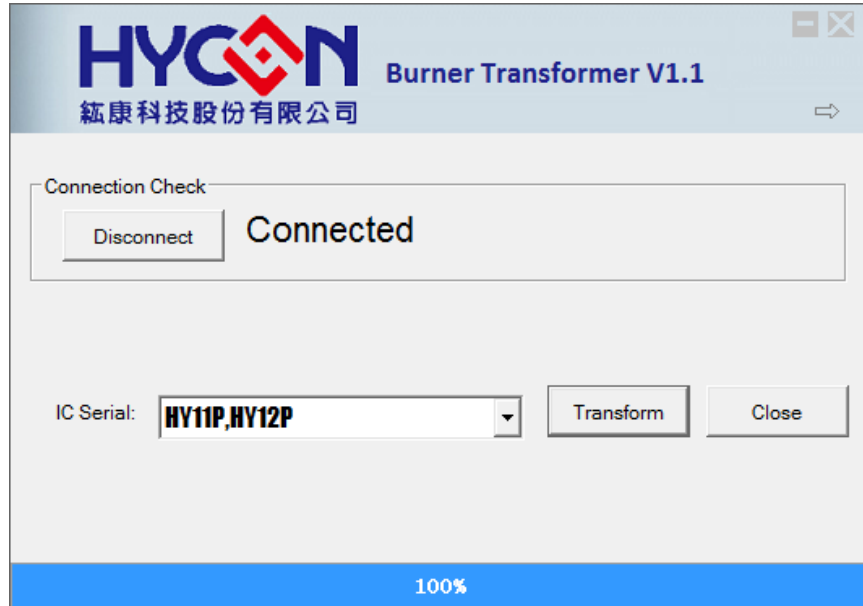 HYCON
紘康科技股份有限公司
Burner Transformer V1.1
Connection Check
Disconnect
Connected
IC Serial:
HY11P,HY12P
Transform
Close
100%